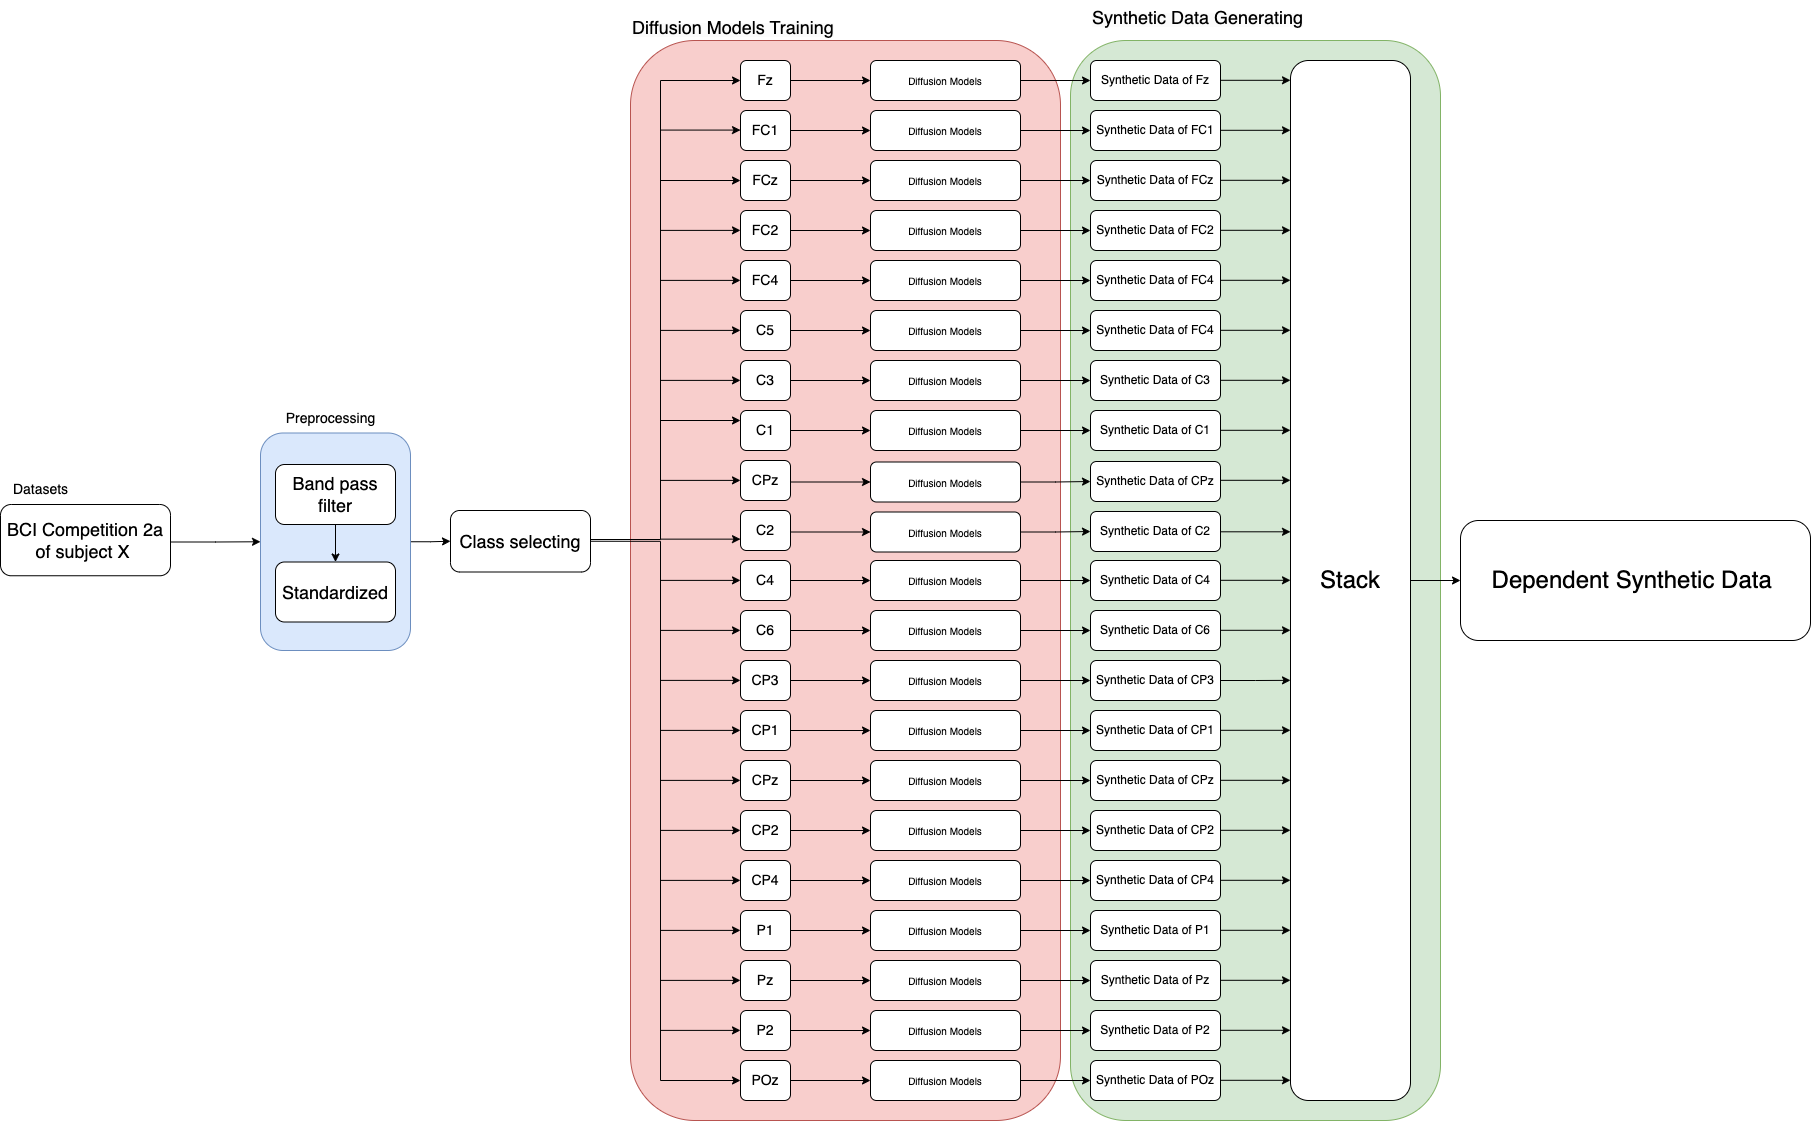 Diffusion Models Training
Synthetic Data Generating
Fz
Diffusion Models
Synthetic Data of Fz
FC1
Diffusion Models
Synthetic Data of FC1
FCz
Diffusion Models
Synthetic Data of FCz
FC2
Diffusion Models
Synthetic Data of FC2
FC4
Diffusion Models
Synthetic Data of FC4
C5
Diffusion Models
Synthetic Data of FC4
C3
Diffusion Models
Synthetic Data of C3
C1
Diffusion Models
Synthetic Data of C1
CPz
Diffusion Models
Synthetic Data of CPz
C2
Diffusion Models
Synthetic Data of C2
C4
Diffusion Models
Synthetic Data of C4
C6
Diffusion Models
Synthetic Data of C6
CP3
Diffusion Models
Synthetic Data of CP3
CP1
Diffusion Models
Synthetic Data of CP1
CPz
Diffusion Models
Synthetic Data of CPz
CP2
Diffusion Models
Synthetic Data of CP2
CP4
Diffusion Models
Synthetic Data of CP4
P1
Diffusion Models
Synthetic Data of P1
Pz
Diffusion Models
Synthetic Data of Pz
P2
Diffusion Models
Synthetic Data of P2
POz
Diffusion Models
Synthetic Data of POz
Preprocessing
Band pass
filter
Standardized
Datasets
BCI Competition 2a
of subject X
Class selecting
Stack
Dependent Synthetic Data